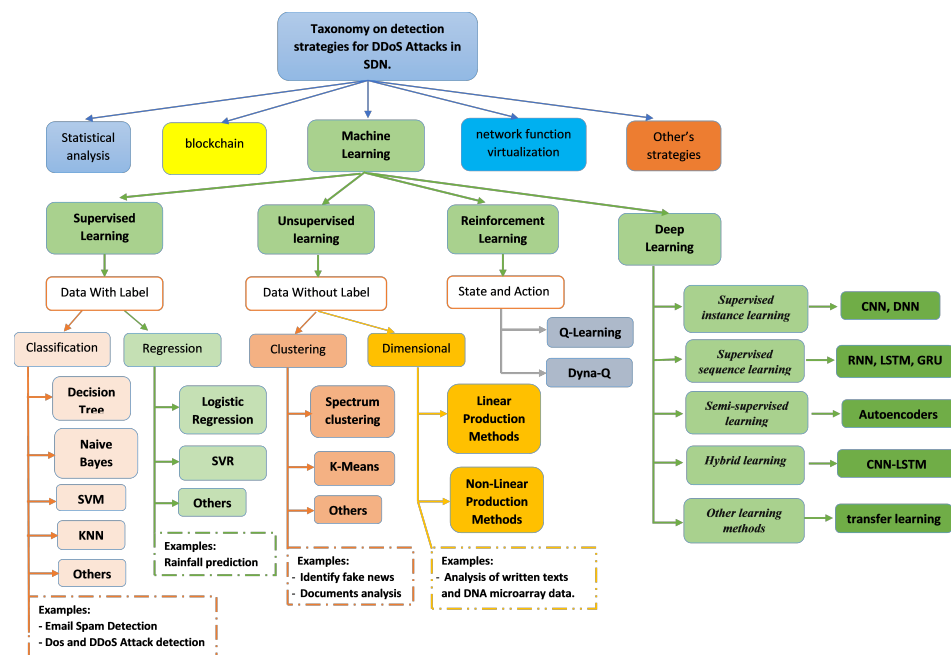 Taxonomy on detection
strategies for DDoS Attacks in
SDN.
Statistical
analysis
blockchain
Machine
Learning
network function
virtualization
Other's
strategies
Supervised
Learning
Unsupervised
learning
Reinforcement
Learning
Deep
Learning
Data With Label
Data Without Label
State and Action
Classification
Regression
Clustering
Dimensional
Q-Learning
Dyna-Q
Decision
Tree
Naive
Bayes
SVM
KNN
Others
Logistic
Regression
SVR
Others
Spectrum
clustering
K-Means
Others
Linear
Production
Methods
Non-Linear
Production
Methods
Supervised
instance learning
CNN, DNN
Supervised
sequence learning
RNN, LSTM, GRU
Semi-supervised
learning
Autoencoders
Hybrid learning
CNN-LSTM
Other learning
methods
transfer learning
Examples:
Rainfall prediction
Examples:
- Identify fake news
- Documents analysis
Examples:
- Analysis of written texts
and DNA microarray data.
Examples:
- Email Spam Detection
- Dos and DDoS Attack detection